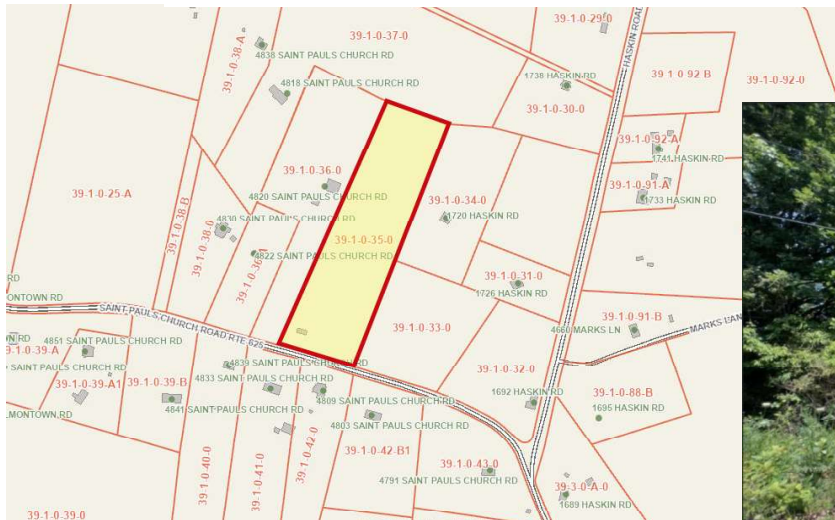 39-1-0-29-0
39-1-0-37-0
39-1-0-38-A
4838 SAINT PAULS CHURCH RD
HASKIN ROAD
39-1-0-92-B
39-1-0-92-0
4818 SAINT PAULS CHURCH RD
1738 HASKIN RD
39-1-0-30-0
39-1-0-92-A
1741 HASKIN RD
39-1-0-36-0
39-1-0-91-A
39-1-0-25-A
4820 SAINT PAULS CHURCH RD
39-1-0-34-0
1733 HASKIN RD
39-1-0-38-B
4830 SAINT PAULS CHURCH RD
1720 HASKIN RD
39-1-0-38-0
39-1-0-35-0
4822 SAINT PAULS CHURCH RD
RD
39-1-0-31-0
1726 HASKIN RD
ONTOWN RD
SAINT PAULS CHURCH ROAD RTE 625
39-1-0-91-B
39-1-0-33-0
4660 MARKS LN
MARKS LAN
4851 SAINT PAULS CHURCH RD
39-1-0-39-A
4839 SAINT PAULS CHURCH RD
SAINT PAULS CHURCH RD
39-1-0-32-0
4833 SAINT PAULS CHURCH RD
39-1-0-39-A1
39-1-0-39-B
39-1-0-88-B
4809 SAINT PAULS CHURCH RD
1692 HASKIN RD
4841 SAINT PAULS CHURCH RD
LMONTOWN RD
1695 HASKIN RD
4803 SAINT PAULS CHURCH RD
39-1-0-40-0
39-1-0-41-0
39-1-0-42-0
39-1-0-42-B1
39-1-0-43-0
4791 SAINT PAULS CHURCH RD
39-3-0-A-0
1689 HASKIN RD
39-1-0-39-0